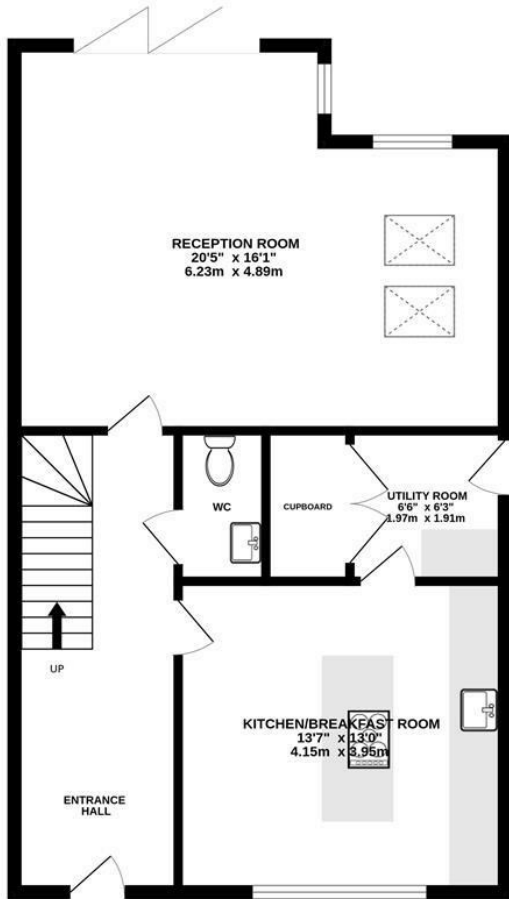 RECEPTION ROOM
20'5" x 16'1"
6.23m x 4.89m
WC
CUPBOARD
UTILITY ROOM
6'6" x 6'3"
1.97m x 1.91m
UP
KITCHEN/BREAKFAST ROOM
13'7" x 13'0"
4.15m x 3.95m
ENTRANCE
HALL